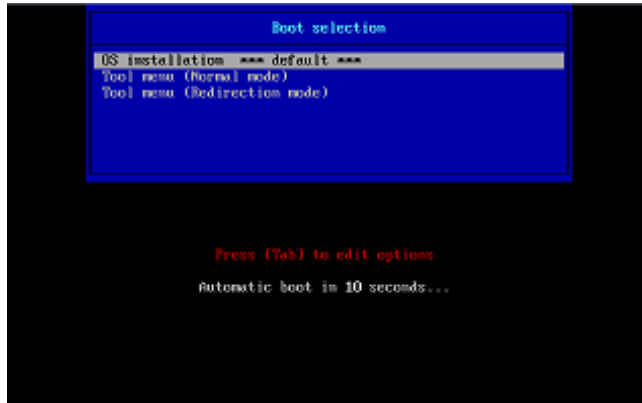 Boot selection
OS installation *** default ***
Tool menu (Normal mode)
Tool menu (Redirection mode)
Press [Tab] to edit options
Automatic boot in 10 seconds...